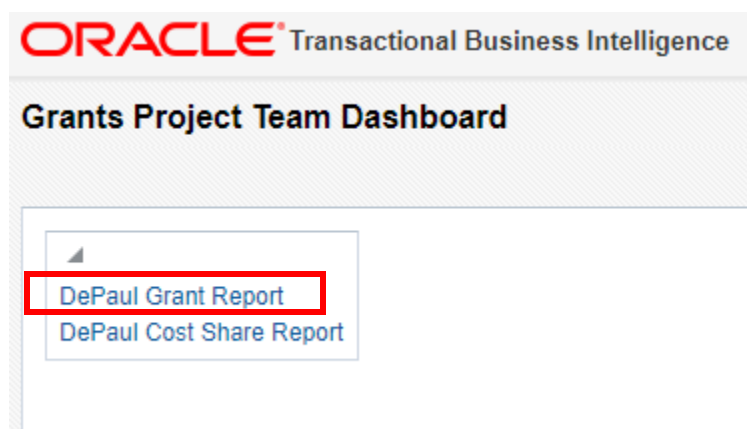 ORACLE Transactional Business Intelligence
Grants Project Team Dashboard
DePaul Grant Report
DePaul Cost Share Report